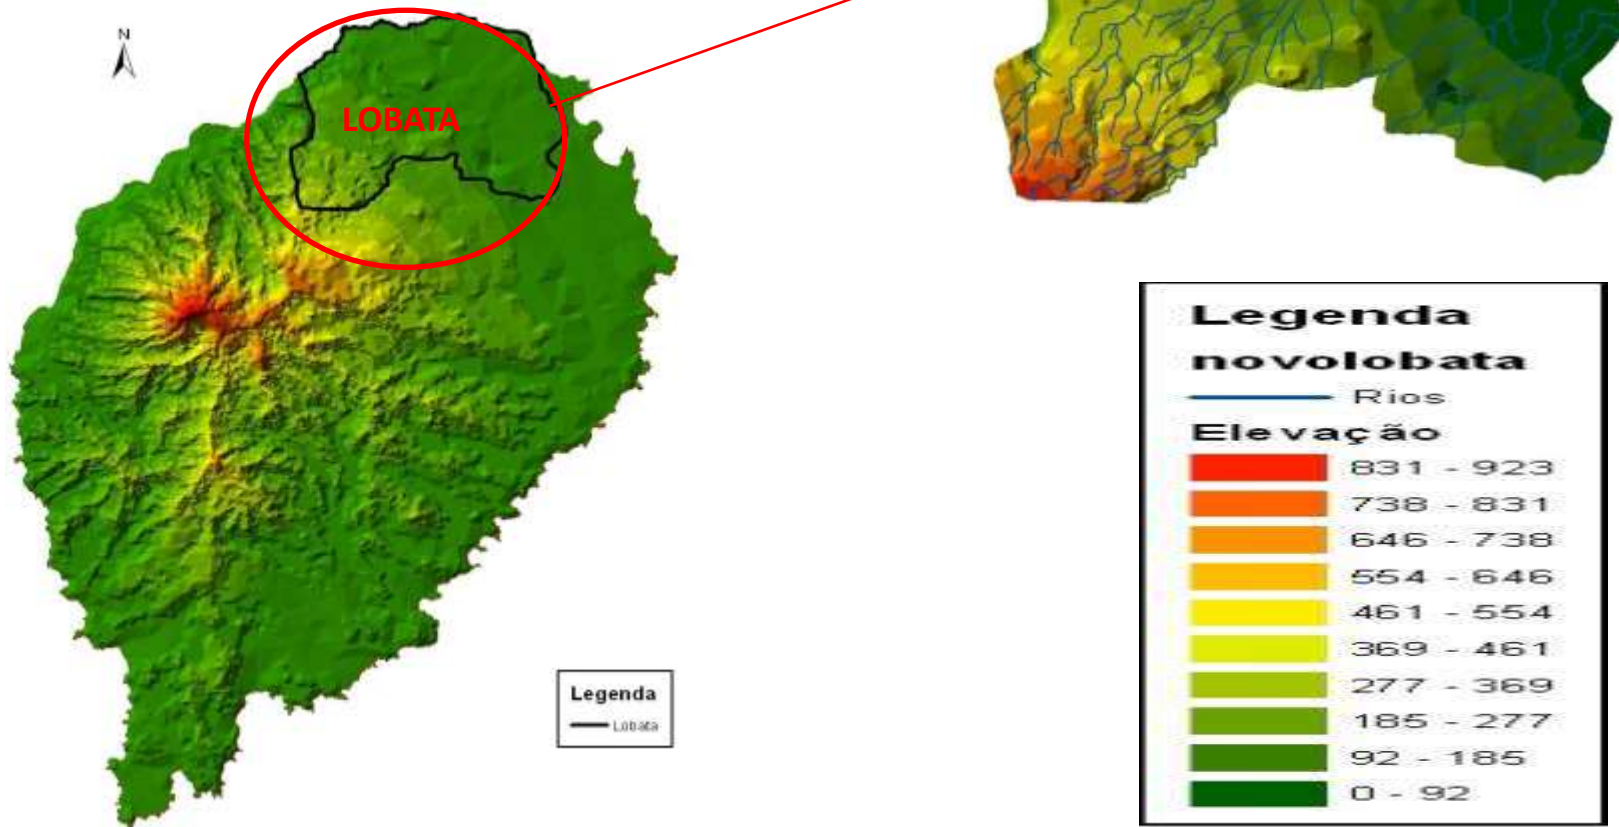 N
LOBATA
Legenda
Lobata
Legenda
novolobata
Rios
Elevação
831 - 923
738 - 831
646 - 738
554 - 646
461 - 554
369 - 461
277 - 369
185 - 277
92 - 185
0 - 92